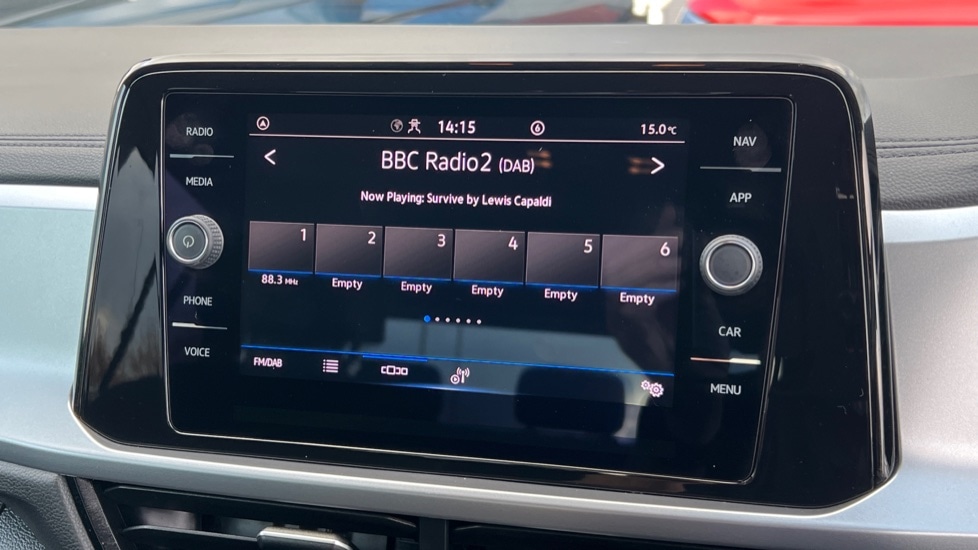 RADIO
MEDIA
PHONE
VOICE
14:15 6 15.0°C
< BBC Radio2 (DAB) >
Now Playing: Survive by Lewis Capaldi
1 2 3 4 5 6
88.3 MHz Empty Empty Empty Empty Empty
FM/DAB
NAV
APP
CAR
MENU